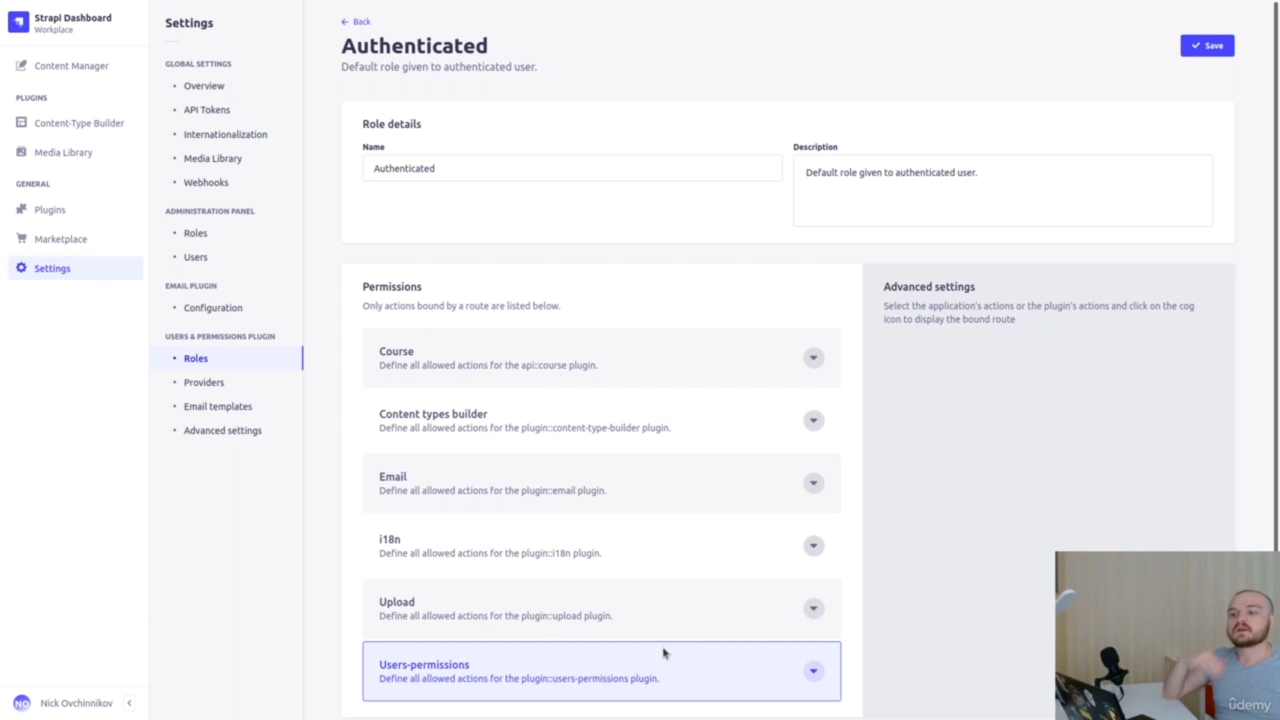 Strapi Dashboard
Workplace
Content Manager
PLUGINS
Content-Type Builder
Media Library
GENERAL
Plugins
Marketplace
Settings
NO Nick Ovchinnikov
Settings
GLOBAL SETTINGS
Overview
API Tokens
Internationalization
Media Library
Webhooks
ADMINISTRATION PANEL
Roles
Users
EMAIL PLUGIN
Configuration
USERS & PERMISSIONS PLUGIN
Roles
Providers
Email templates
Advanced settings
Back
Authenticated
Default role given to authenticated user.
Save
Role details
Name
Authenticated
Description
Default role given to authenticated user.
Permissions
Only actions bound by a route are listed below.
Course
Define all allowed actions for the api::course plugin.
Content types builder
Define all allowed actions for the plugin::content-type-builder plugin.
Email
Define all allowed actions for the plugin::email plugin.
i18n
Define all allowed actions for the plugin::i18n plugin.
Upload
Define all allowed actions for the plugin::upload plugin.
Users-permissions
Define all allowed actions for the plugin::users-permissions plugin.
Advanced settings
Select the application's actions or the plugin's actions and click on the cog
icon to display the bound route
ûdemy